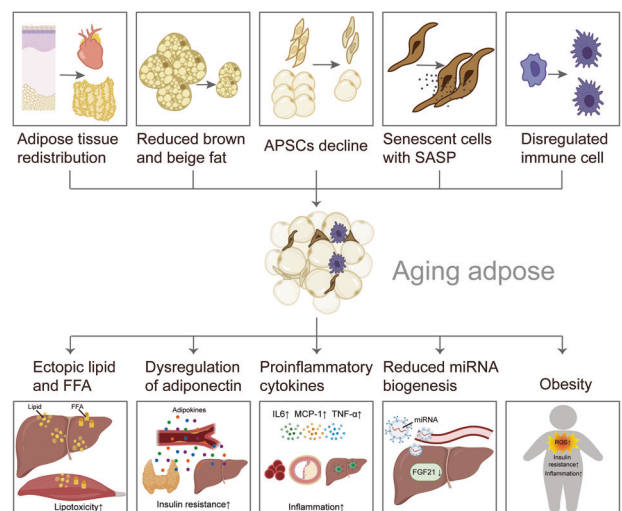 Adipose tissue
redistribution
Reduced brown
and beige fat
APSCs decline
Senescent cells
with SASP
Disregulated
immune cell
Aging adpose
Ectopic lipid
and FFA
Dysregulation
of adiponectin
Proinflammatory
cytokines
Reduced miRNA
biogenesis
Obesity
Lipid FFA
Lipotoxicity↑
Adipokines
Insulin resistance↑
IL6↑ MCP-1↑ TNF-α↑
Inflammation↑
miRNA
FGF21
RG6↑
Insulin
resistance↑
Inflammation↑